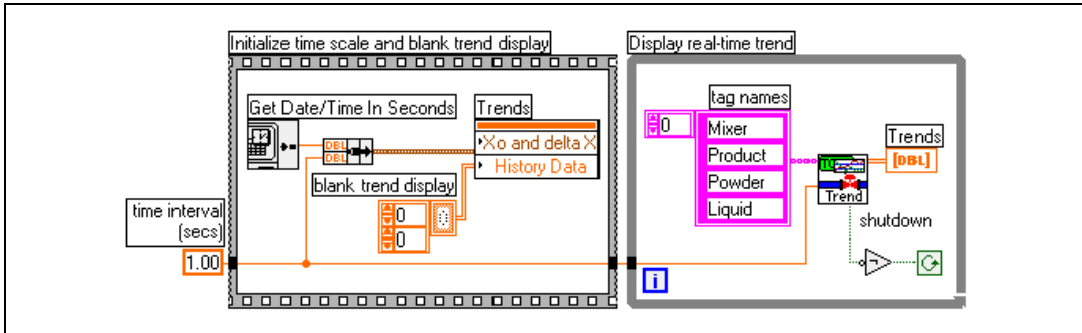 Initialize time scale and blank trend display
Display real-time trend
Get Date/Time In Seconds
Trends
DBL
DBL
Xo and delta X
History Data
blank trend display
0
0
time interval
(secs)
1.00
tag names
0
Mixer
Product
Powder
Liquid
Trend
Trends
[DBL]
shutdown
i